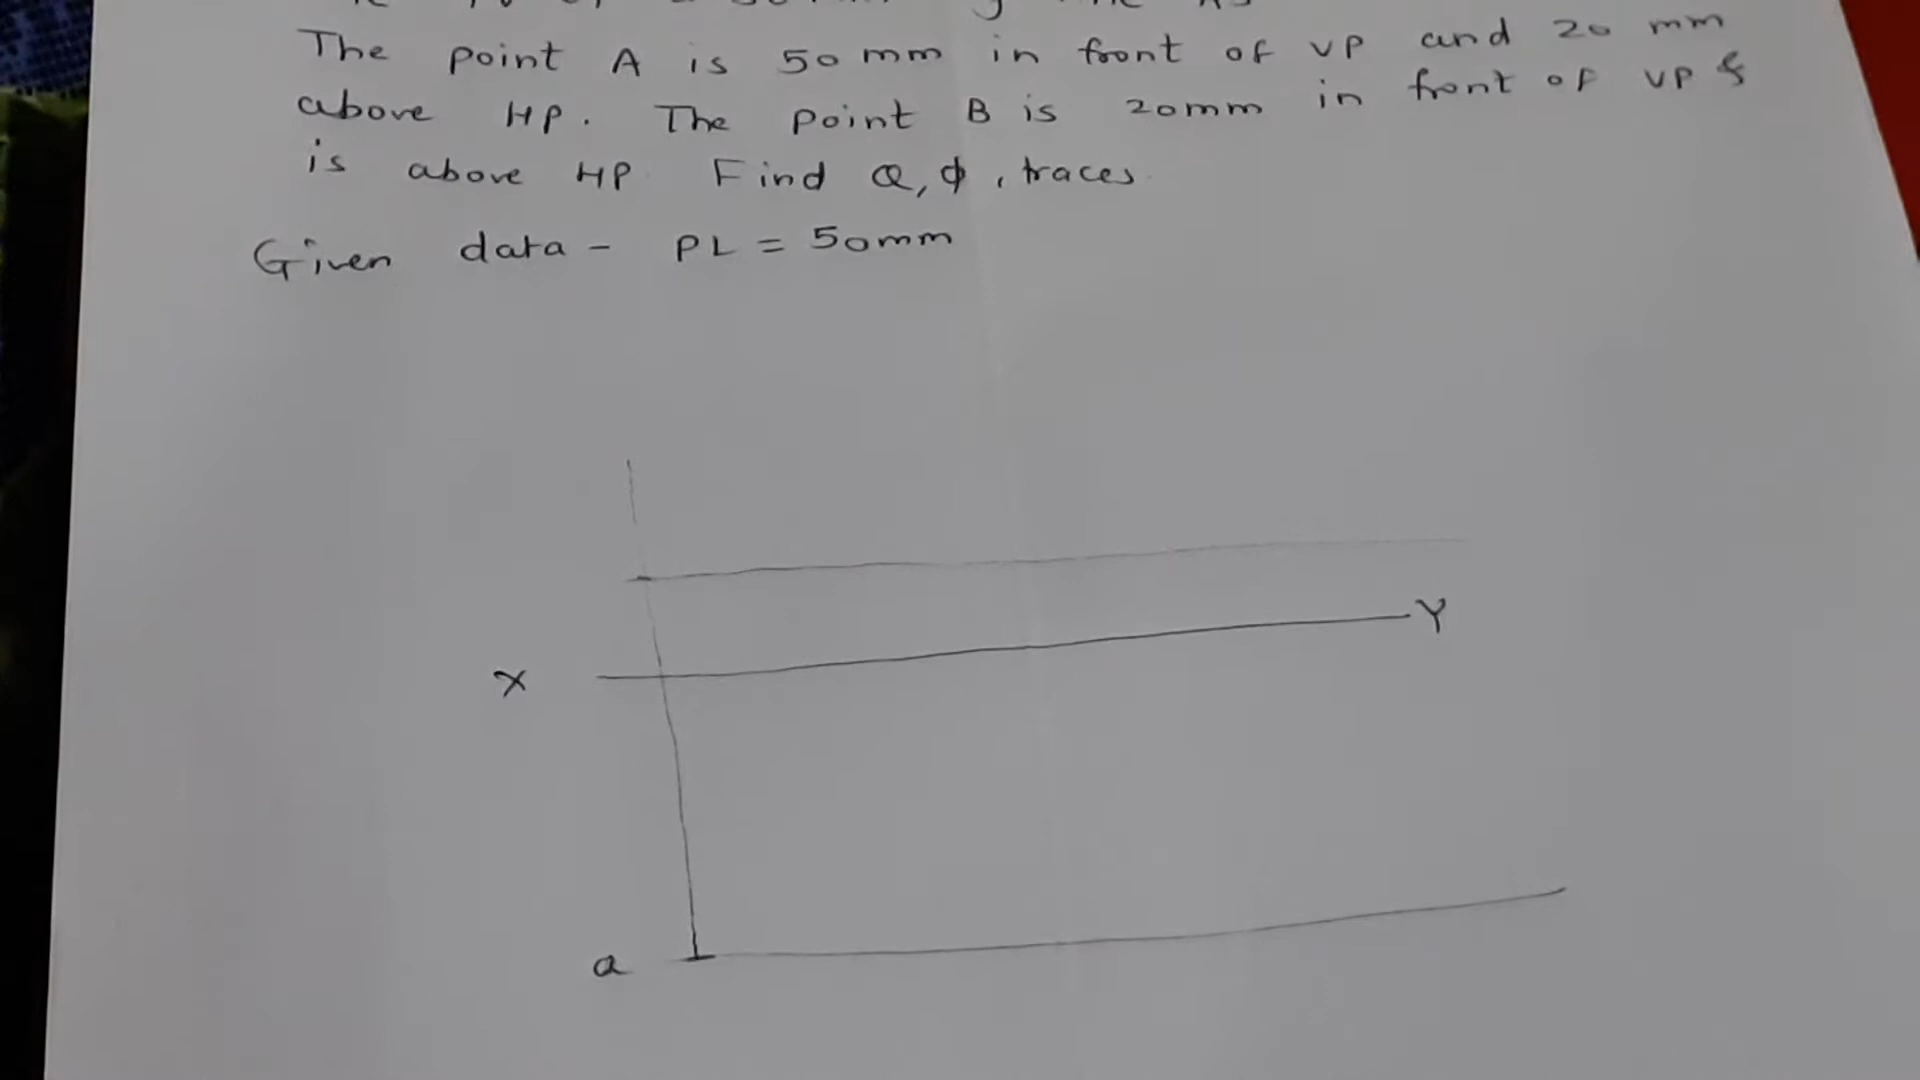 The point A is 50 mm in front of VP and 20 mm
above HP. The point B is 20mm in front of VP &
is above HP Find Q, φ, traces.
Given data - PL = 50mm
X
Y
a